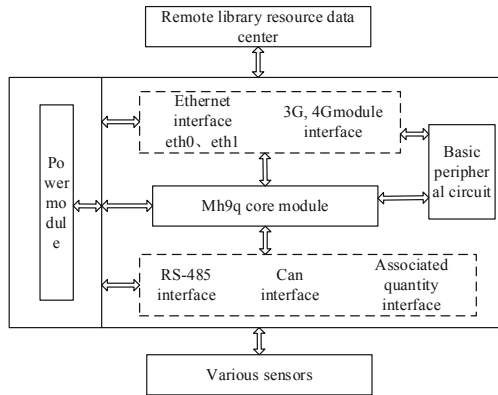 Remote library resource data
center
Ethernet
interface
eth0、eth1
3G, 4Gmodule
interface
Po
wer
mo
dul
e
Basic
peripher
al circuit
Mh9q core module
RS-485
interface
Can
interface
Associated
quantity
interface
Various sensors